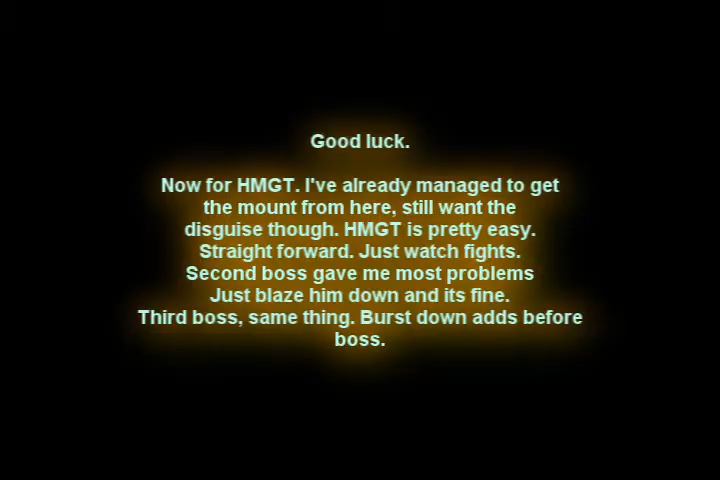 Good luck.
Now for HMGT. I've already managed to get
the mount from here, still want the
disguise though. HMGT is pretty easy.
Straight forward. Just watch fights.
Second boss gave me most problems
Just blaze him down and its fine.
Third boss, same thing. Burst down adds before
boss.